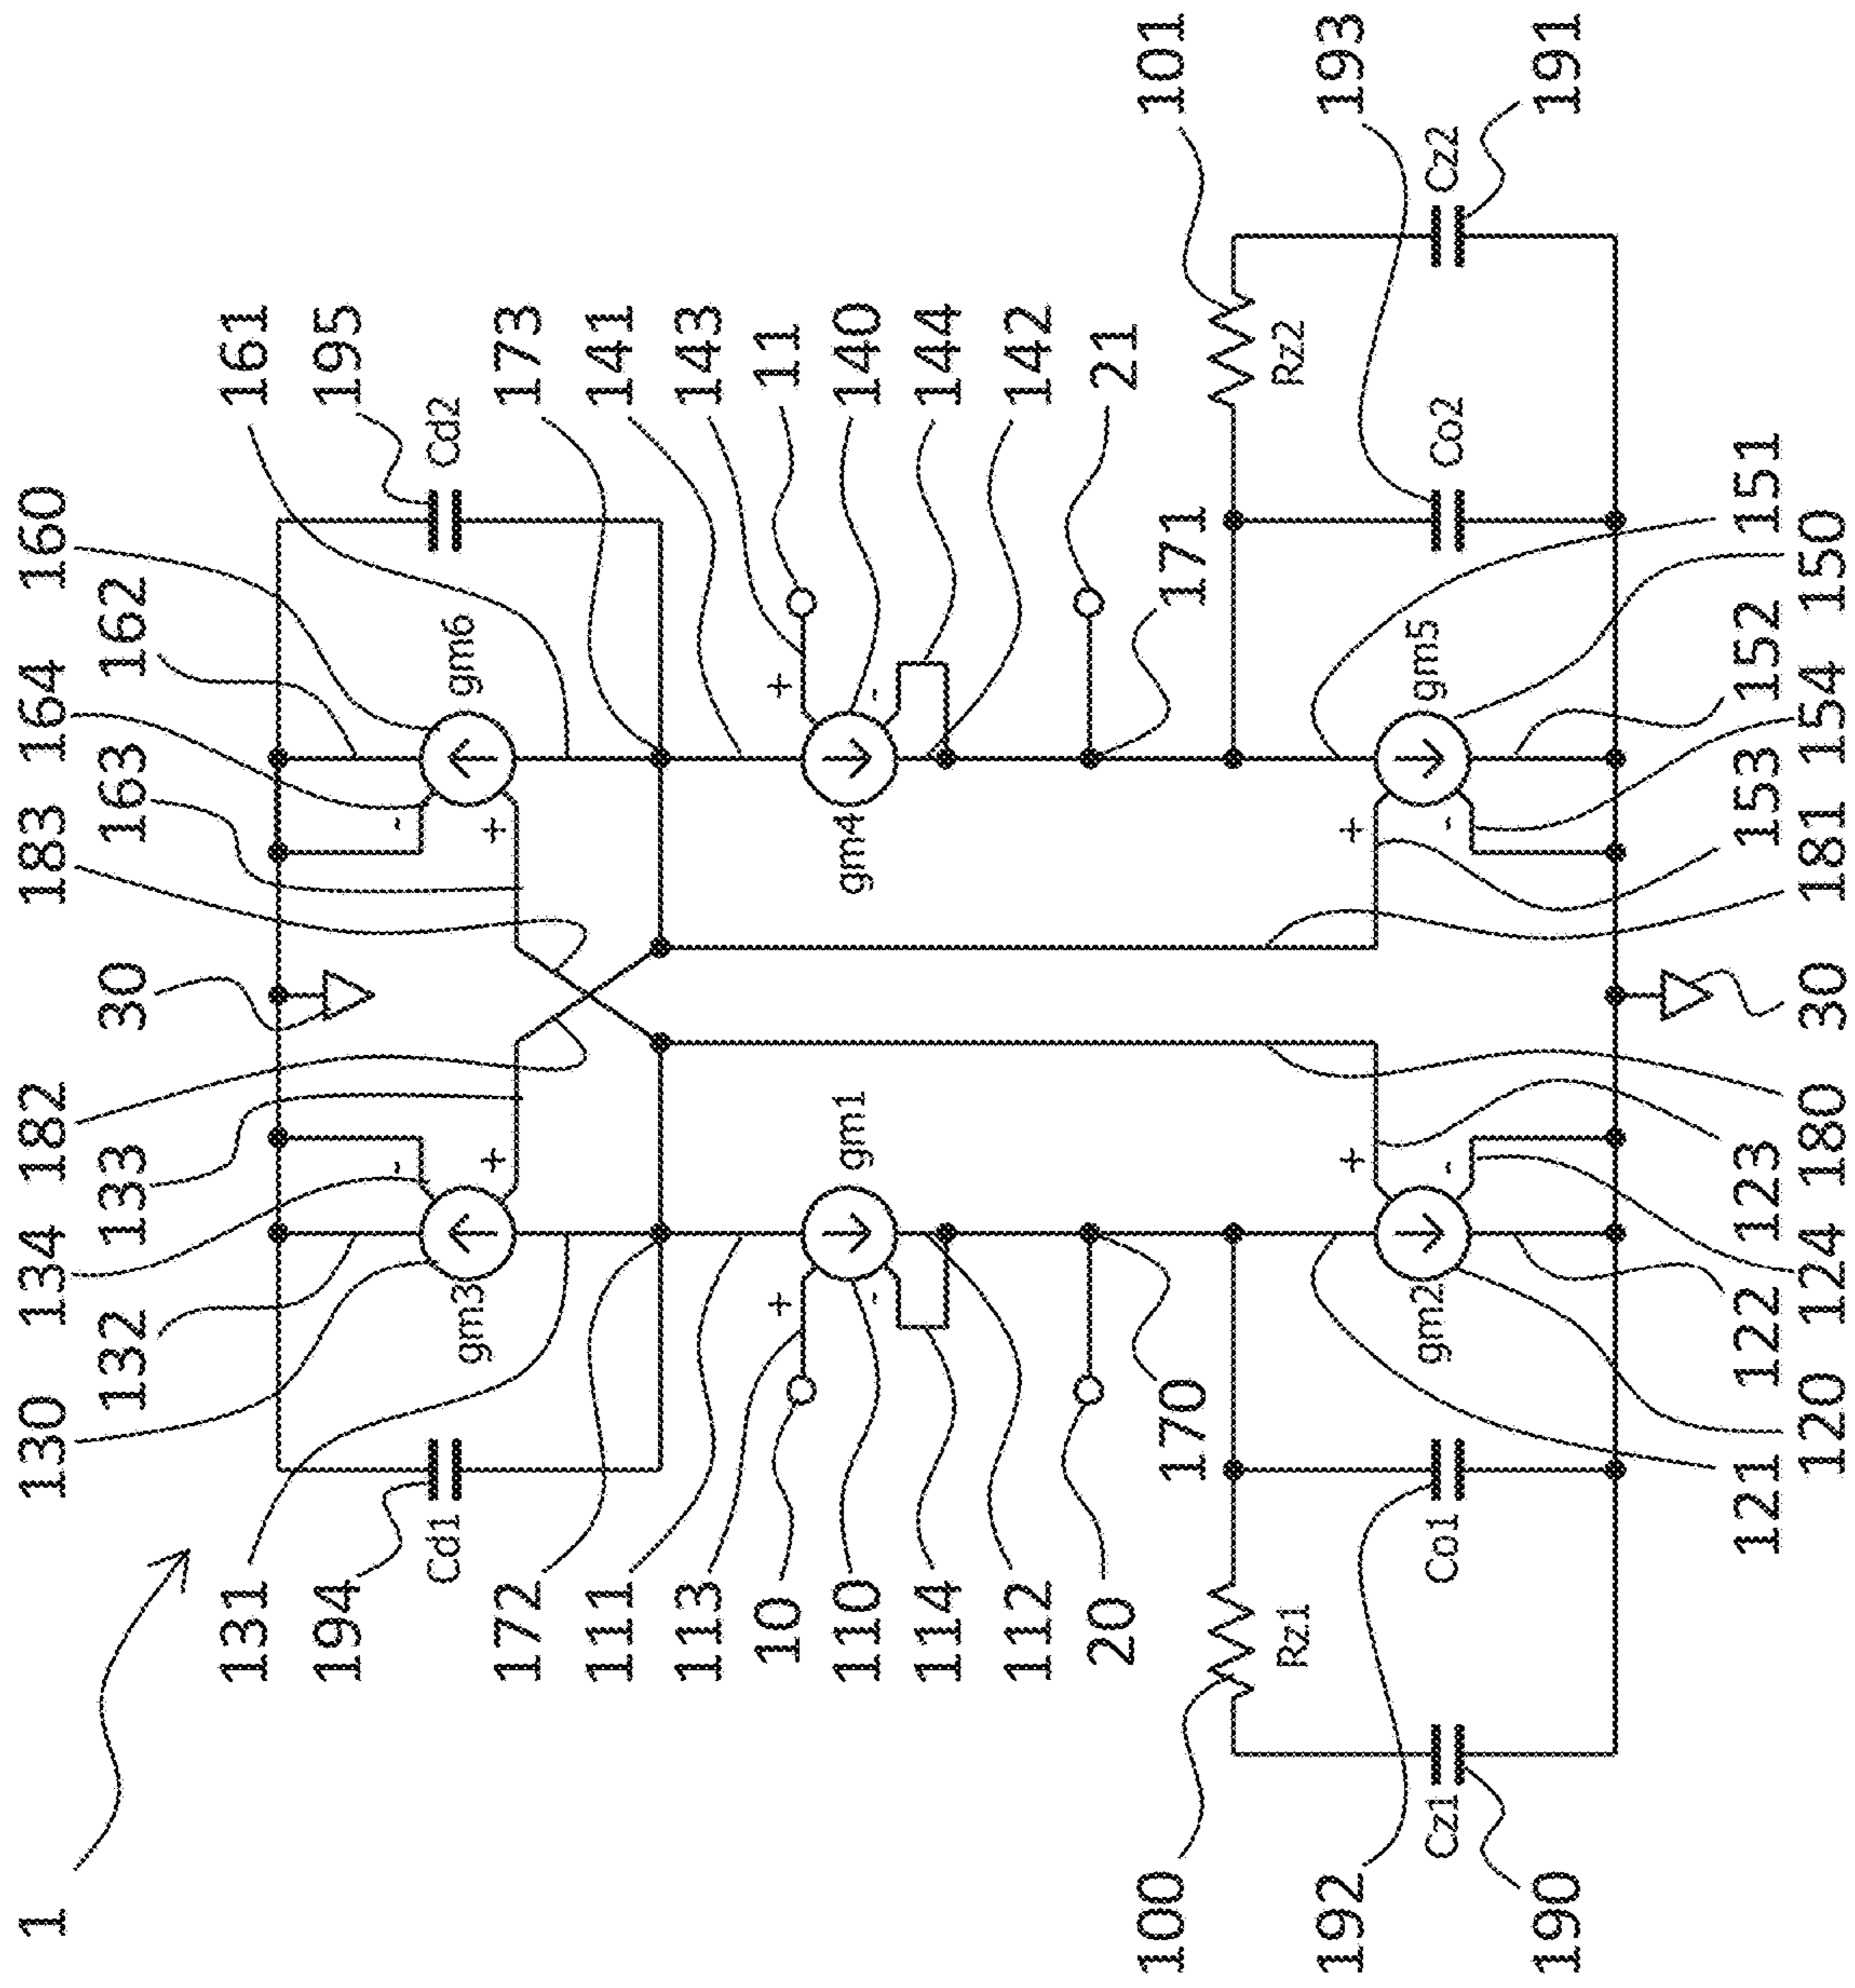 1 130 134 182 183 164 160
132 133 30 163 162
131 161
194 195
- -
Cd1 gm3 gm6 Cd2
+ +
172 173
111 141
113 143
10 + + 11
110 gm1 gm4 140
- -
114 144
112 142
20 21
100 101
170 171
Rz1 Rz2
192 193
+ +
Cz1 Co1 gm2 gm5 Co2 Cz2
- -
190 191
121 122 123 153 152 151
120 124 180 30 181 154 150